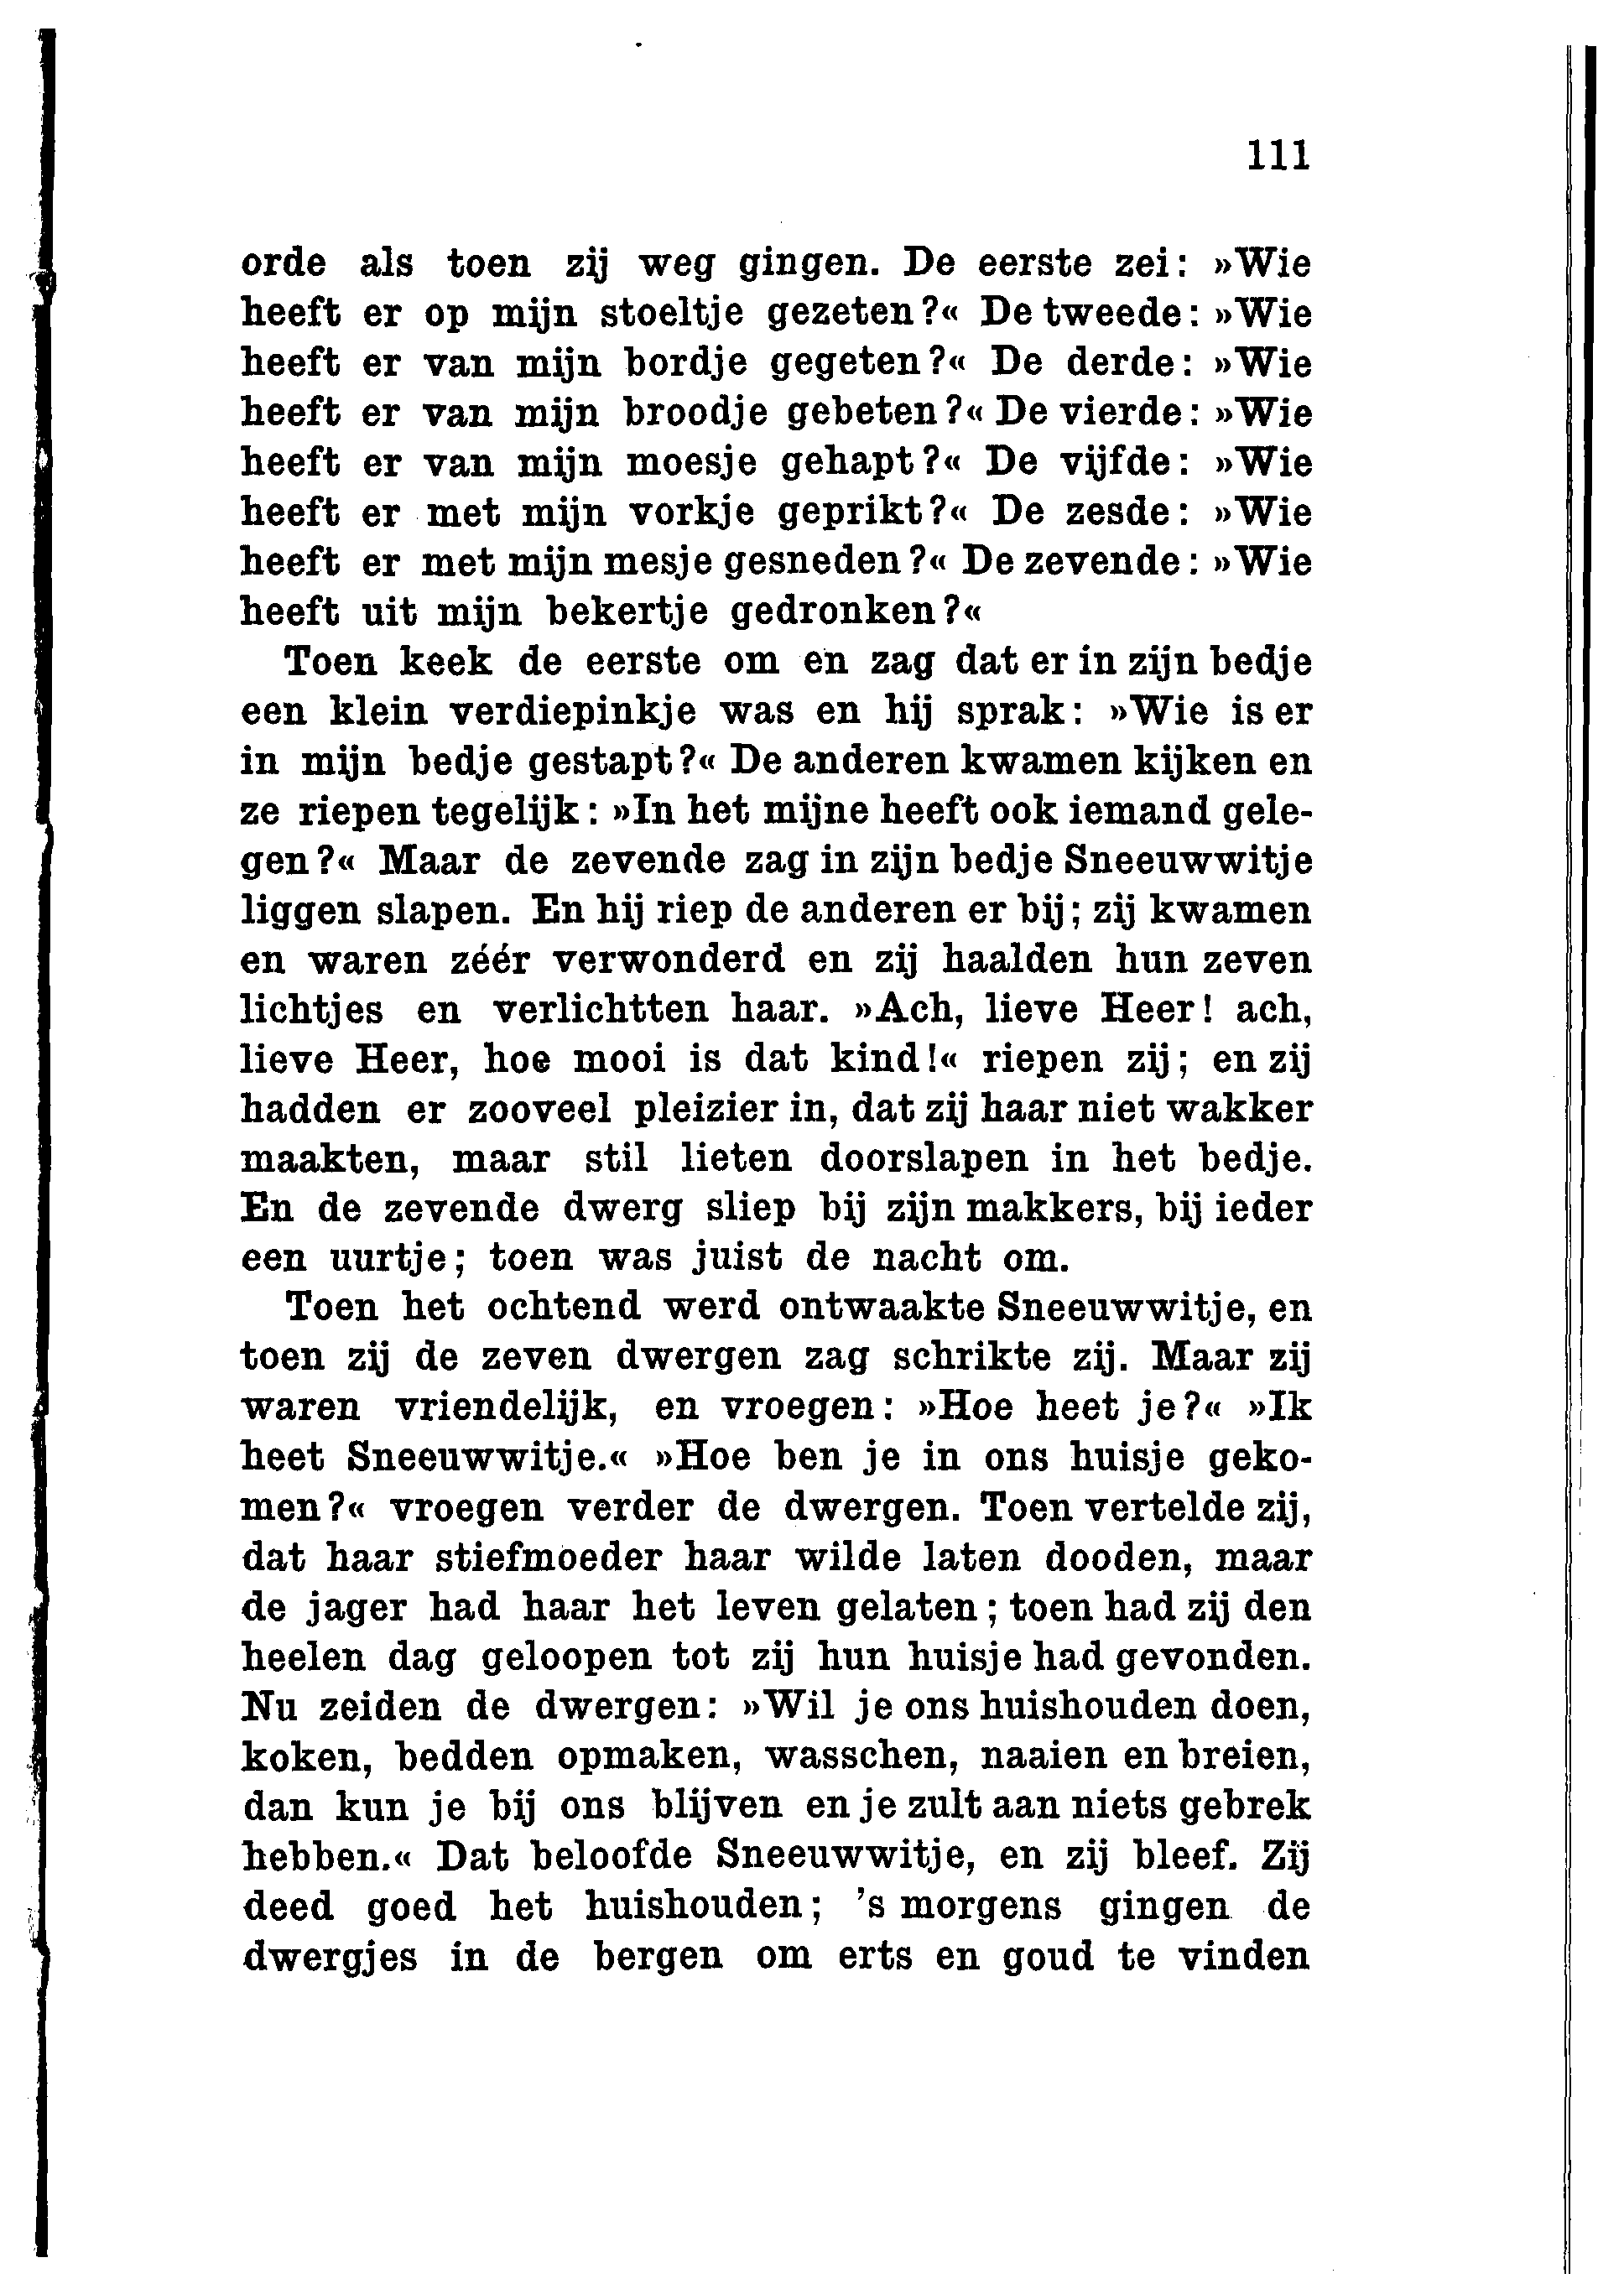 111
orde als toen zij weg gingen. De eerste zei: »Wie
heeft er op mijn stoeltje gezeten?« De tweede: »Wie
heeft er van mijn bordje gegeten?« De derde: »Wie
heeft er van mijn broodje gebeten?« De vierde: »Wie
heeft er van mijn moesje gehapt?« De vijfde: »Wie
heeft er met mijn vorkje geprikt?« De zesde: »Wie
heeft er met mijn mesje gesneden?« De zevende: »Wie
heeft uit mijn bekertje gedronken?«
Toen keek de eerste om en zag dat er in zijn bedje
een klein verdiepinkje was en hij sprak: »Wie is er
in mijn bedje gestapt?« De anderen kwamen kijken en
ze riepen tegelijk: »In het mijne heeft ook iemand gele-
gen?« Maar de zevende zag in zijn bedje Sneeuwwitje
liggen slapen. En hij riep de anderen er bij; zij kwamen
en waren zéér verwonderd en zij haalden hun zeven
lichtjes en verlichtten haar. »Ach, lieve Heer! ach,
lieve Heer, hoe mooi is dat kind!« riepen zij; en zij
hadden er zooveel pleizier in, dat zij haar niet wakker
maakten, maar stil lieten doorslapen in het bedje.
En de zevende dwerg sliep bij zijn makkers, bij ieder
een uurtje; toen was juist de nacht om.
Toen het ochtend werd ontwaakte Sneeuwwitje, en
toen zij de zeven dwergen zag schrikte zij. Maar zij
waren vriendelijk, en vroegen: »Hoe heet je?« »Ik
heet Sneeuwwitje.« »Hoe ben je in ons huisje geko-
men?« vroegen verder de dwergen. Toen vertelde zij,
dat haar stiefmoeder haar wilde laten dooden, maar
de jager had haar het leven gelaten; toen had zij den
heelen dag geloopen tot zij hun huisje had gevonden.
Nu zeiden de dwergen: »Wil je ons huishouden doen,
koken, bedden opmaken, wasschen, naaien en breien,
dan kun je bij ons blijven en je zult aan niets gebrek
hebben.« Dat beloofde Sneeuwwitje, en zij bleef. Zij
deed goed het huishouden; 's morgens gingen de
dwergjes in de bergen om erts en goud te vinden